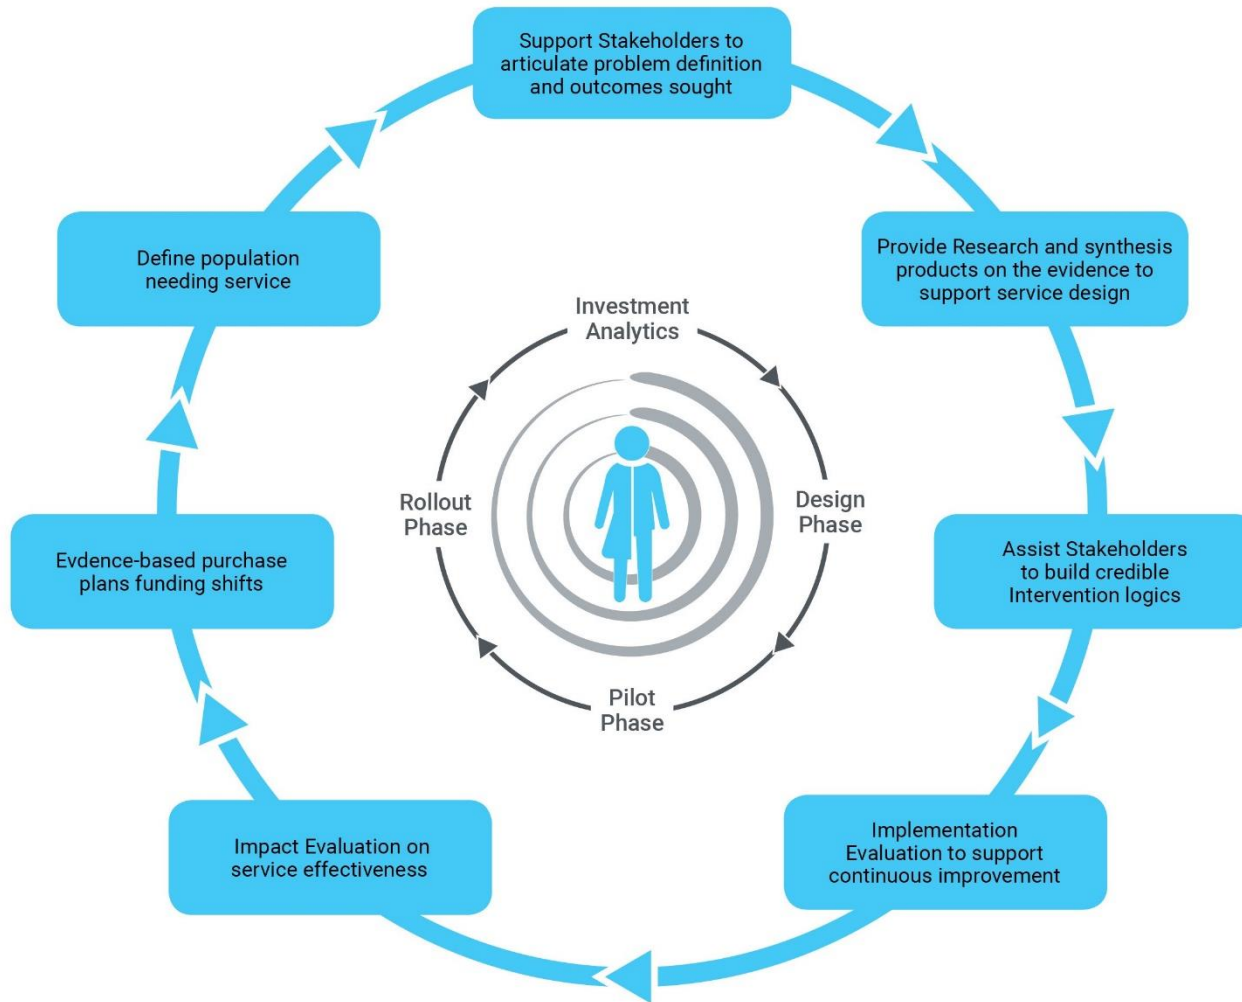 Support Stakeholders to
articulate problem definition
and outcomes sought
Provide Research and synthesis
products on the evidence to
support service design
Assist Stakeholders
to build credible
Intervention logics
Implementation
Evaluation to support
continuous improvement
Impact Evaluation on
service effectiveness
Evdence-based purchase
plans funding shifts
Define population
needing service
Investment
Analytics
Design
Phase
Pilot
Phase
Rollout
Phase